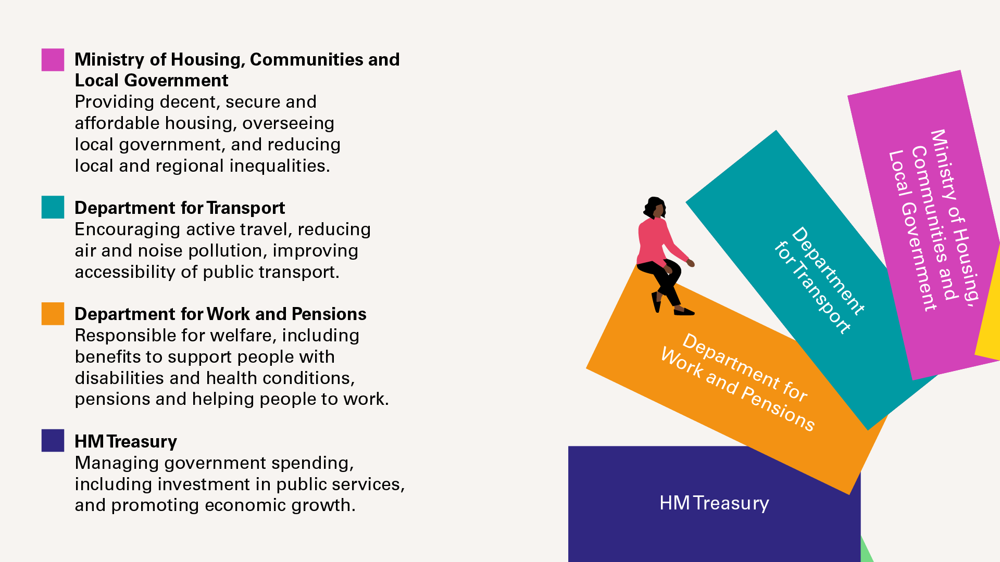 Ministry of Housing, Communities and
Local Government
Providing decent, secure and
affordable housing, overseeing
local government, and reducing
local and regional inequalities.
Department for Transport
Encouraging active travel, reducing
air and noise pollution, improving
accessibility of public transport.
Department for Work and Pensions
Responsible for welfare, including
benefits to support people with
disabilities and health conditions,
pensions and helping people to work.
HM Treasury
Managing government spending,
including investment in public services,
and promoting economic growth.
Ministry of Housing,
Communities and
Local Government
Department
for Transport
Department for
Work and Pensions
HM Treasury